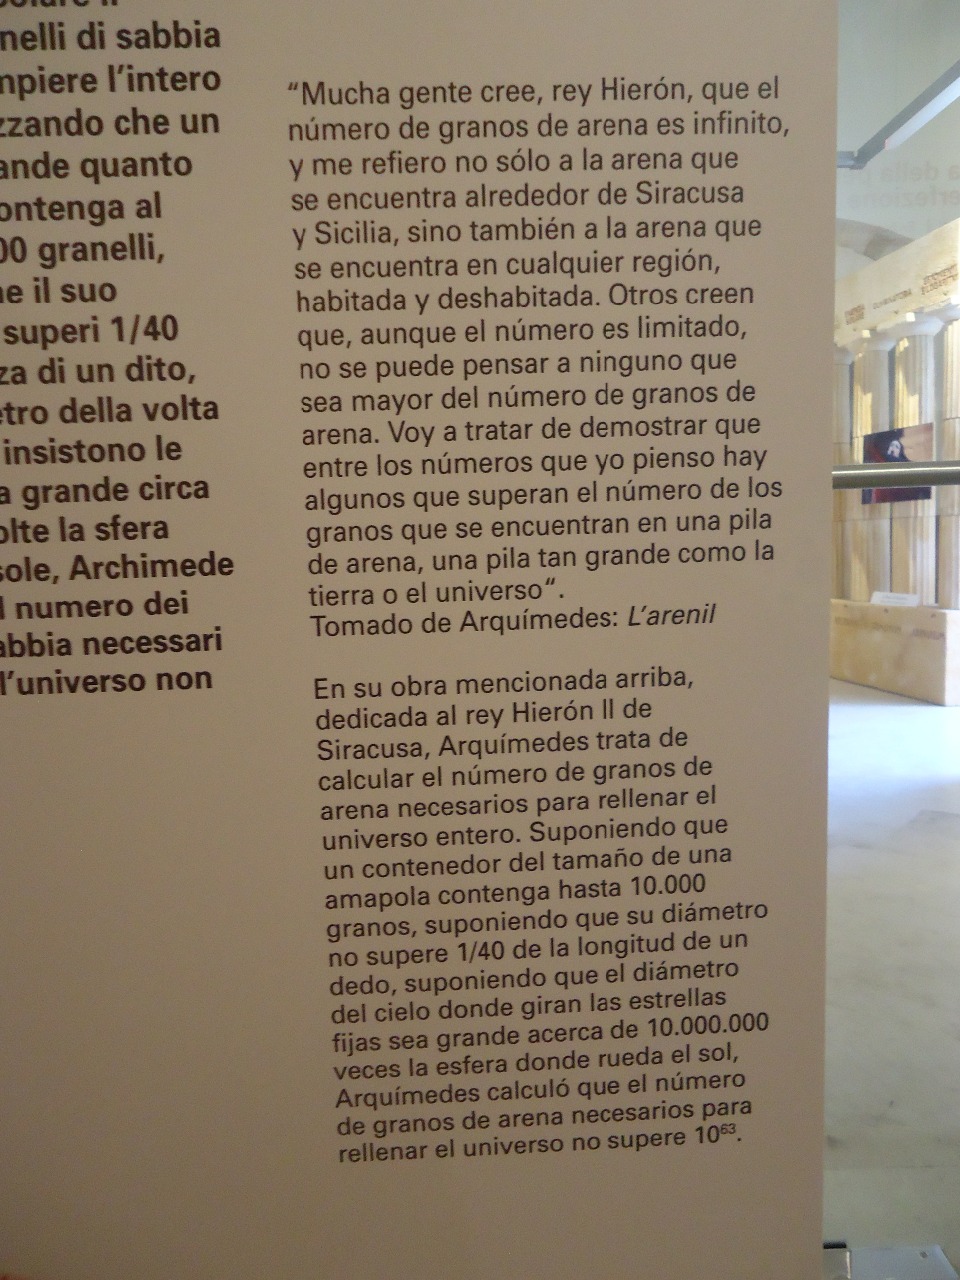 nelli di sabbia
mpiere l'intero
zzando che un
ande quanto
ontenga al
00 granelli,
ne il suo
superi 1/40
za di un dito,
etro della volta
insistono le
a grande circa
olte la sfera
sole, Archimede
l numero dei
abbia necessari
l'universo non
“Mucha gente cree, rey Hierón, que el
número de granos de arena es infinito,
y me refiero no sólo a la arena que
se encuentra alrededor de Siracusa
y Sicilia, sino también a la arena que
se encuentra en cualquier región,
habitada y deshabitada. Otros creen
que, aunque el número es limitado,
no se puede pensar a ninguno que
sea mayor del número de granos de
arena. Voy a tratar de demostrar que
entre los números que yo pienso hay
algunos que superan el número de los
granos que se encuentran en una pila
de arena, una pila tan grande como la
tierra o el universo“.
Tomado de Arquímedes: L'arenil
En su obra mencionada arriba,
dedicada al rey Hierón II de
Siracusa, Arquímedes trata de
calcular el número de granos de
arena necesarios para rellenar el
universo entero. Suponiendo que
un contenedor del tamaño de una
amapola contenga hasta 10.000
granos, suponiendo que su diámetro
no supere 1/40 de la longitud de un
dedo, suponiendo que el diámetro
del cielo donde giran las estrellas
fijas sea grande acerca de 10.000.000
veces la esfera donde rueda el sol,
Arquímedes calculó que el número
de granos de arena necesarios para
rellenar el universo no supere 10⁶³.